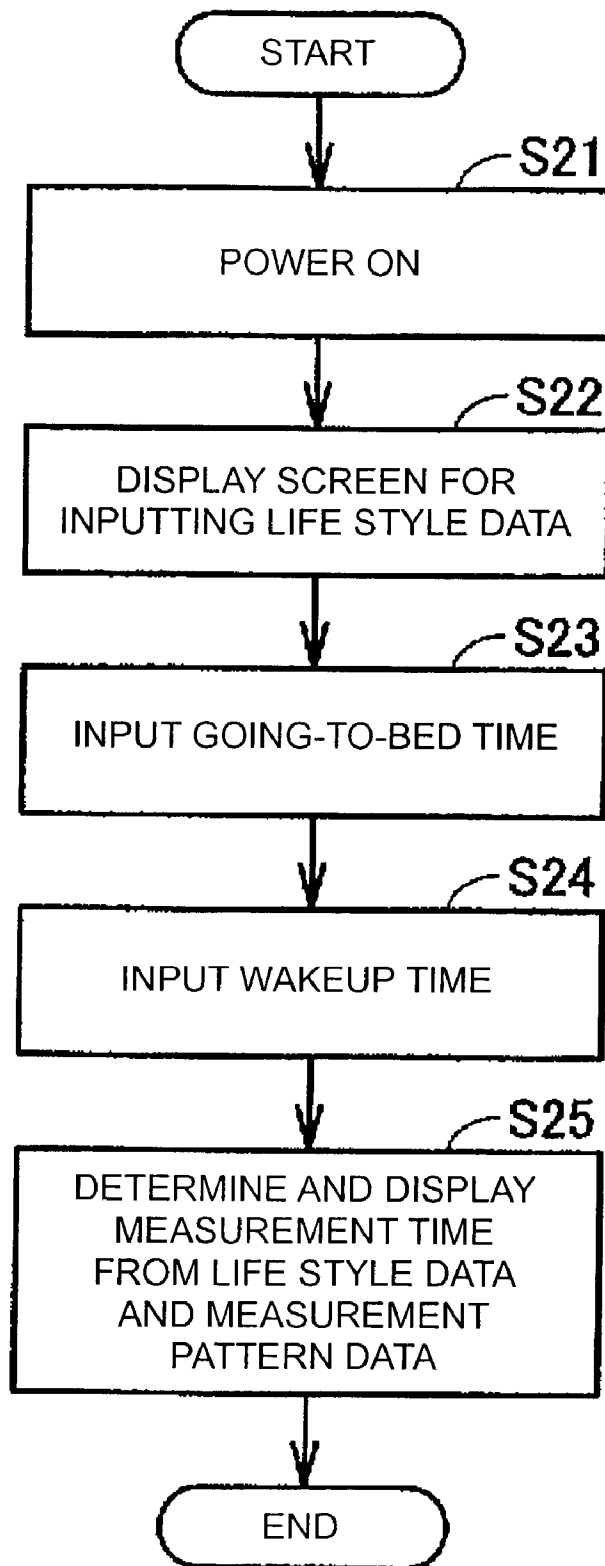 START
S21
POWER ON
S22
DISPLAY SCREEN FOR
INPUTTING LIFE STYLE DATA
S23
INPUT GOING-TO-BED TIME
S24
INPUT WAKEUP TIME
S25
DETERMINE AND DISPLAY
MEASUREMENT TIME
FROM LIFE STYLE DATA
AND MEASUREMENT
PATTERN DATA
END